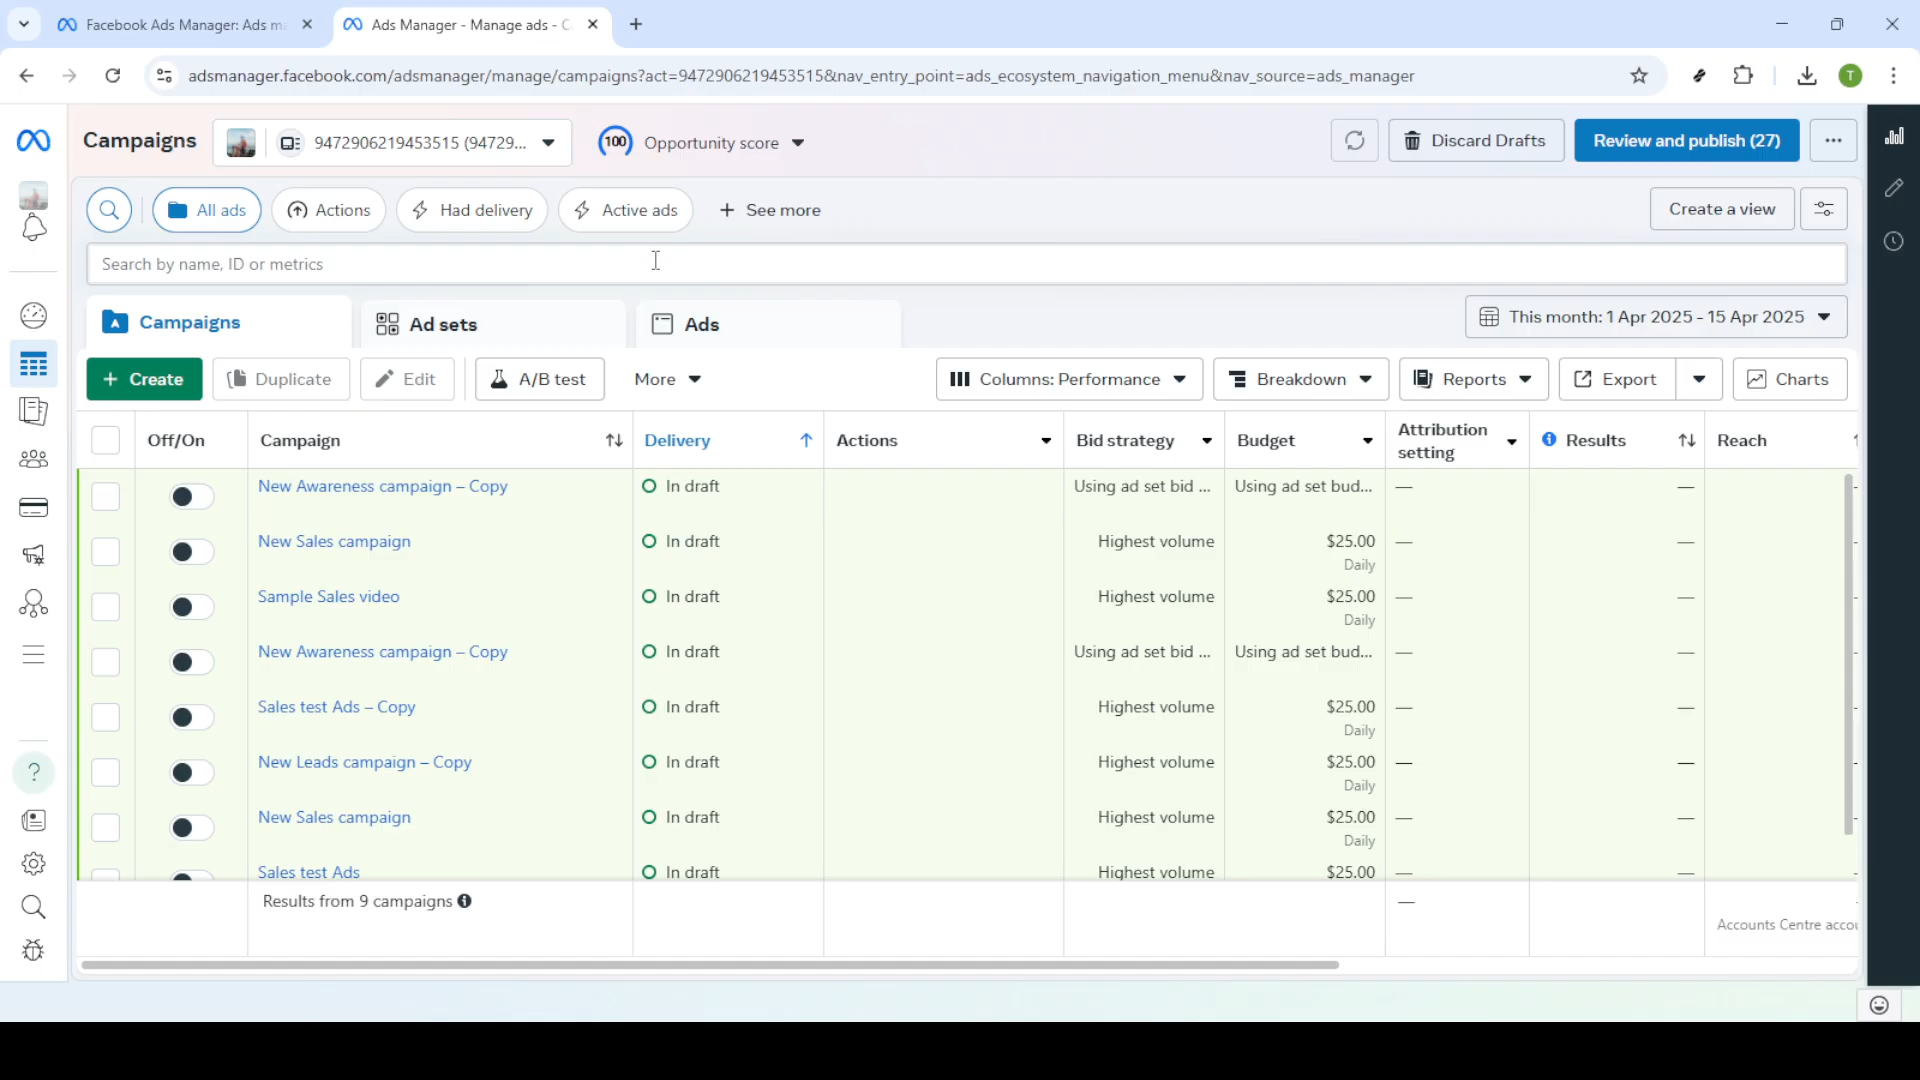 Facebook Ads Manager: Ads ma
Ads Manager - Manage ads - C
adsmanager.facebook.com/adsmanager/manage/campaigns?act=9472906219453515&nav_entry_point=ads_ecosystem_navigation_menu&nav_source=ads_manager
T
Campaigns
9472906219453515 (94729...
100
Opportunity score
Discard Drafts
Review and publish (27)
All ads
Actions
Had delivery
Active ads
See more
Create a view
Search by name, ID or metrics
Campaigns
Ad sets
Ads
This month: 1 Apr 2025 - 15 Apr 2025
+ Create
Duplicate
Edit
A/B test
More
Columns: Performance
Breakdown
Reports
Export
Charts
Off/On
Campaign
Delivery
Actions
Bid strategy
Budget
Attribution
setting
Results
Reach
New Awareness campaign – Copy
In draft
Using ad set bid ...
Using ad set bud...
—
—
New Sales campaign
In draft
Highest volume
$25.00
—
—
Daily
Sample Sales video
In draft
Highest volume
$25.00
—
—
Daily
New Awareness campaign – Copy
In draft
Using ad set bid ...
Using ad set bud...
—
—
Sales test Ads – Copy
In draft
Highest volume
$25.00
—
—
Daily
New Leads campaign – Copy
In draft
Highest volume
$25.00
—
—
Daily
New Sales campaign
In draft
Highest volume
$25.00
—
—
Daily
Sales test Ads
In draft
Highest volume
$25.00
—
—
Results from 9 campaigns
—
Accounts Centre accou